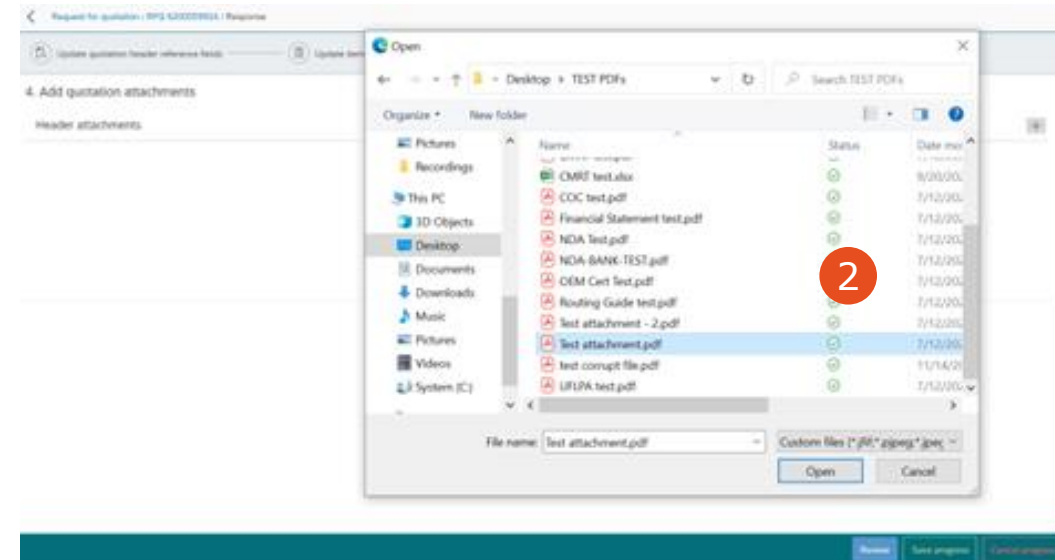 Request for quotation : RFQ / Response
Update quotation header reference fields
Update item
4. Add quotation attachments
Header attachments
Open
Desktop
TEST PDFs
Search TEST PDFs
Organize
New folder
Pictures
Recordings
This PC
3D Objects
Desktop
Documents
Downloads
Music
Pictures
Videos
System (C:)
Name
Status
CMRT test.xlsx
COC test.pdf
Financial Statement test.pdf
NDA Test.pdf
NDA-BANK-TEST.pdf
OEM Cert Test.pdf
Routing Guide test.pdf
Test attachment - 2.pdf
Test attachment.pdf
test corrupt file.pdf
UFLPA test.pdf
2
File name:
Test attachment.pdf
Custom files
Open
Cancel
Review
Save progress